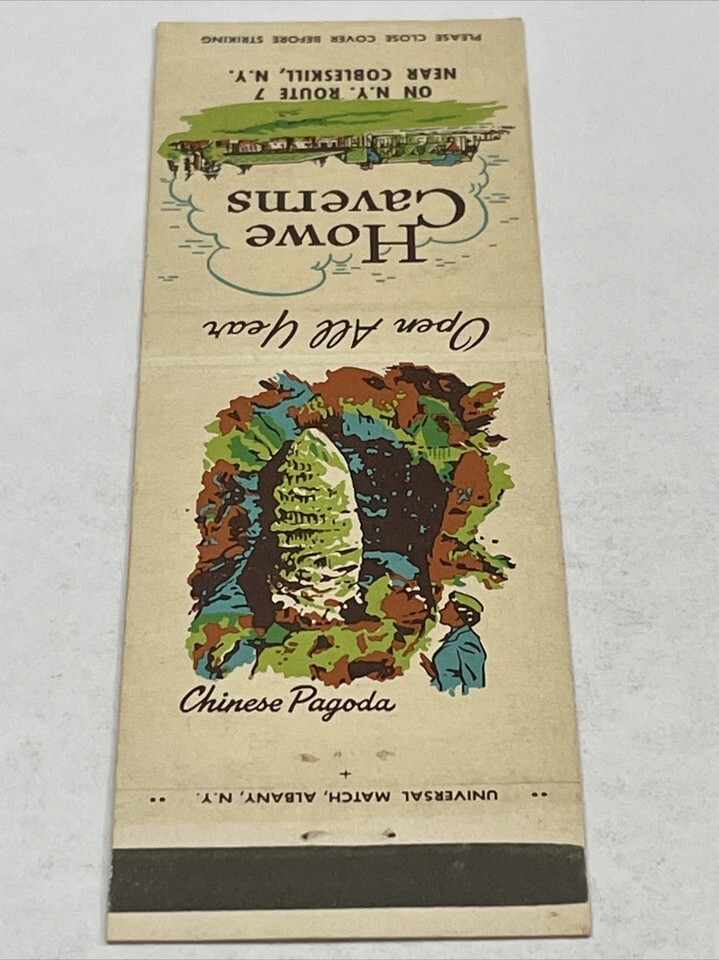 PLEASE CLOSE COVER BEFORE STRIKING
ON N.Y. ROUTE 7
NEAR COBLESKILL, N.Y.
Howe
Caverns
Open All Year
Chinese Pagoda
UNIVERSAL MATCH, ALBANY, N.Y.